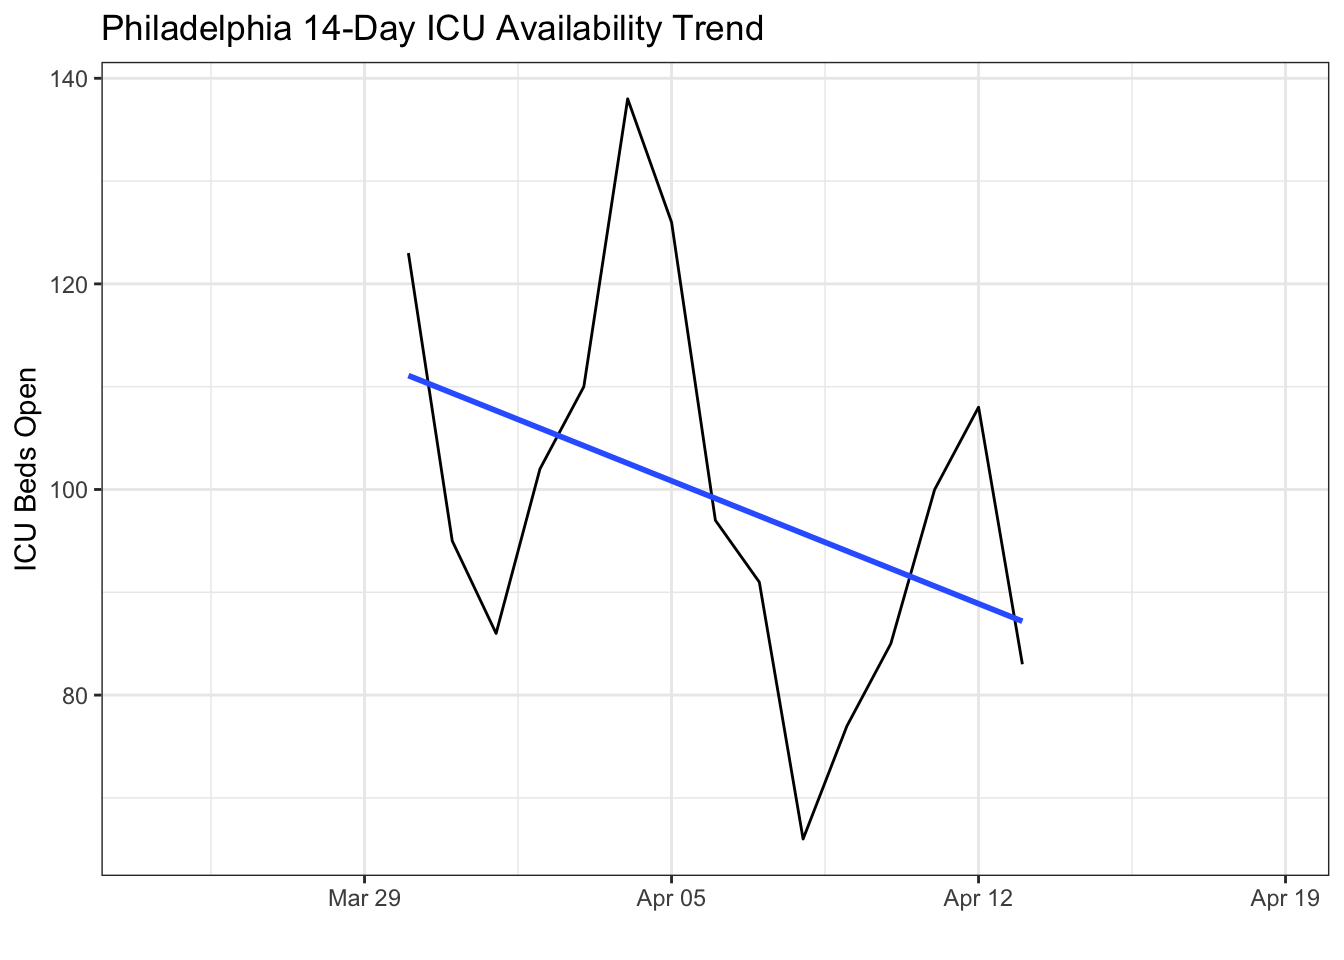 Philadelphia 14-Day ICU Availability Trend
140
120
100
80
ICU Beds Open
Mar 29
Apr 05
Apr 12
Apr 19